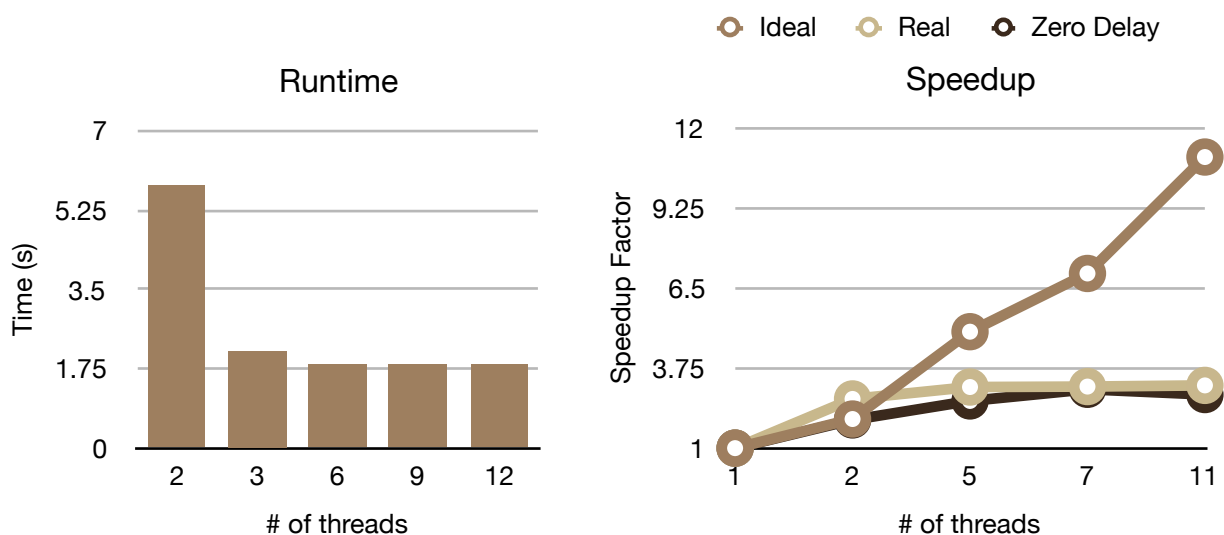 Ideal Real Zero Delay
Runtime
7
5.25
3.5
1.75
0
Time (s)
2 3 6 9 12
# of threads
Speedup
12
9.25
6.5
3.75
1
Speedup Factor
1 2 5 7 11
# of threads